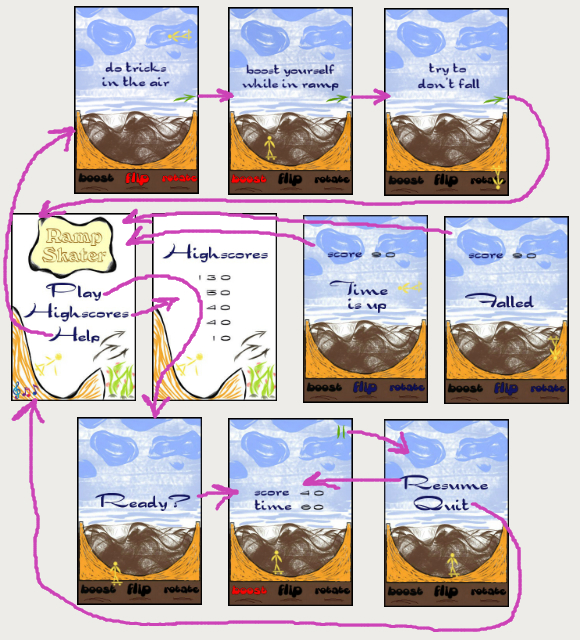 do tricks
in the air
boost flip rotate
boost yourself
while in ramp
boost flip rotate
try to
don't fall
boost flip rotate
Ramp
Skater
Play
Highscores
Help
Highscores
130
50
40
40
10
score 90
Time
is up
boost flip rotate
score 90
Failed
boost flip rotate
Ready?
boost flip rotate
score 40
time 60
boost flip rotate
Resume
Quit
boost flip rotate